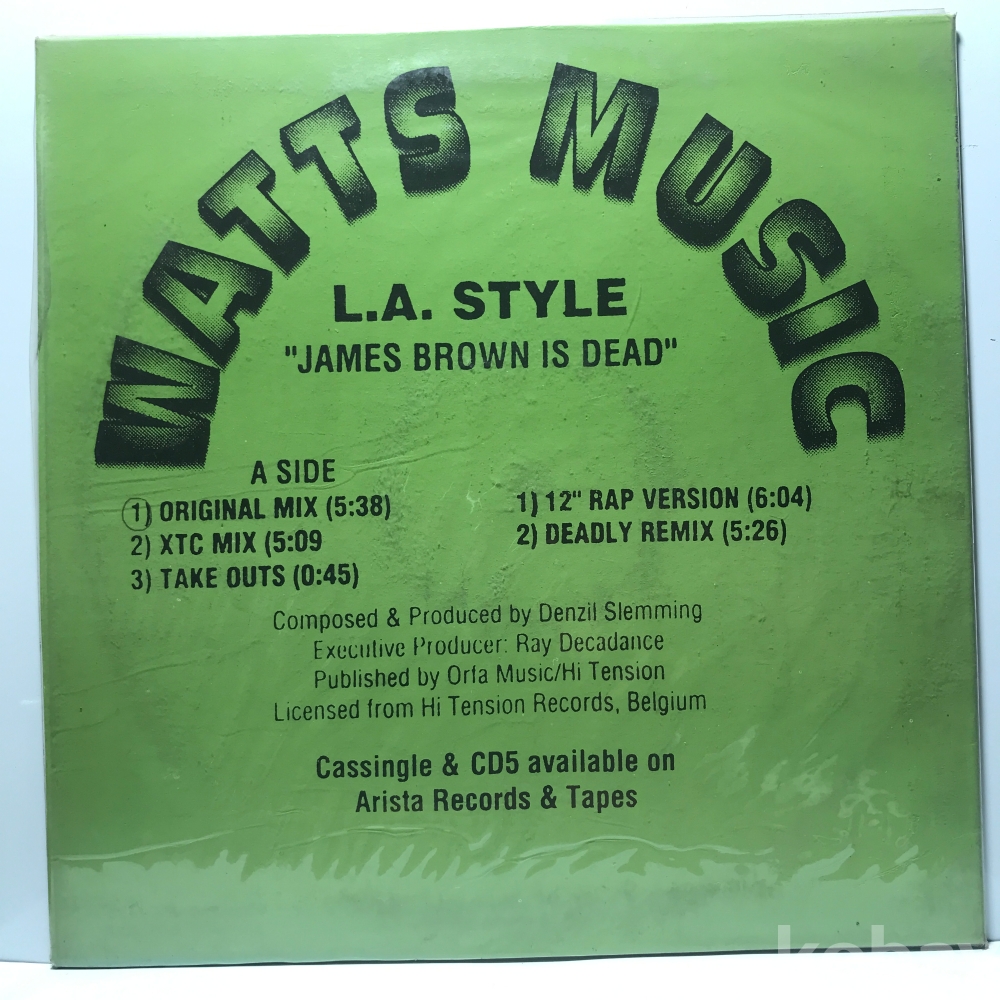 WATTS MUSIC
L.A. STYLE
"JAMES BROWN IS DEAD"
A SIDE
1) ORIGINAL MIX (5:38)
2) XTC MIX (5:09
3) TAKE OUTS (0:45)
1) 12" RAP VERSION (6:04)
2) DEADLY REMIX (5:26)
Composed & Produced by Denzil Slemming
Executive Producer: Ray Decadance
Published by Orfa Music/Hi Tension
Licensed from Hi Tension Records, Belgium
Cassingle & CD5 available on
Arista Records & Tapes